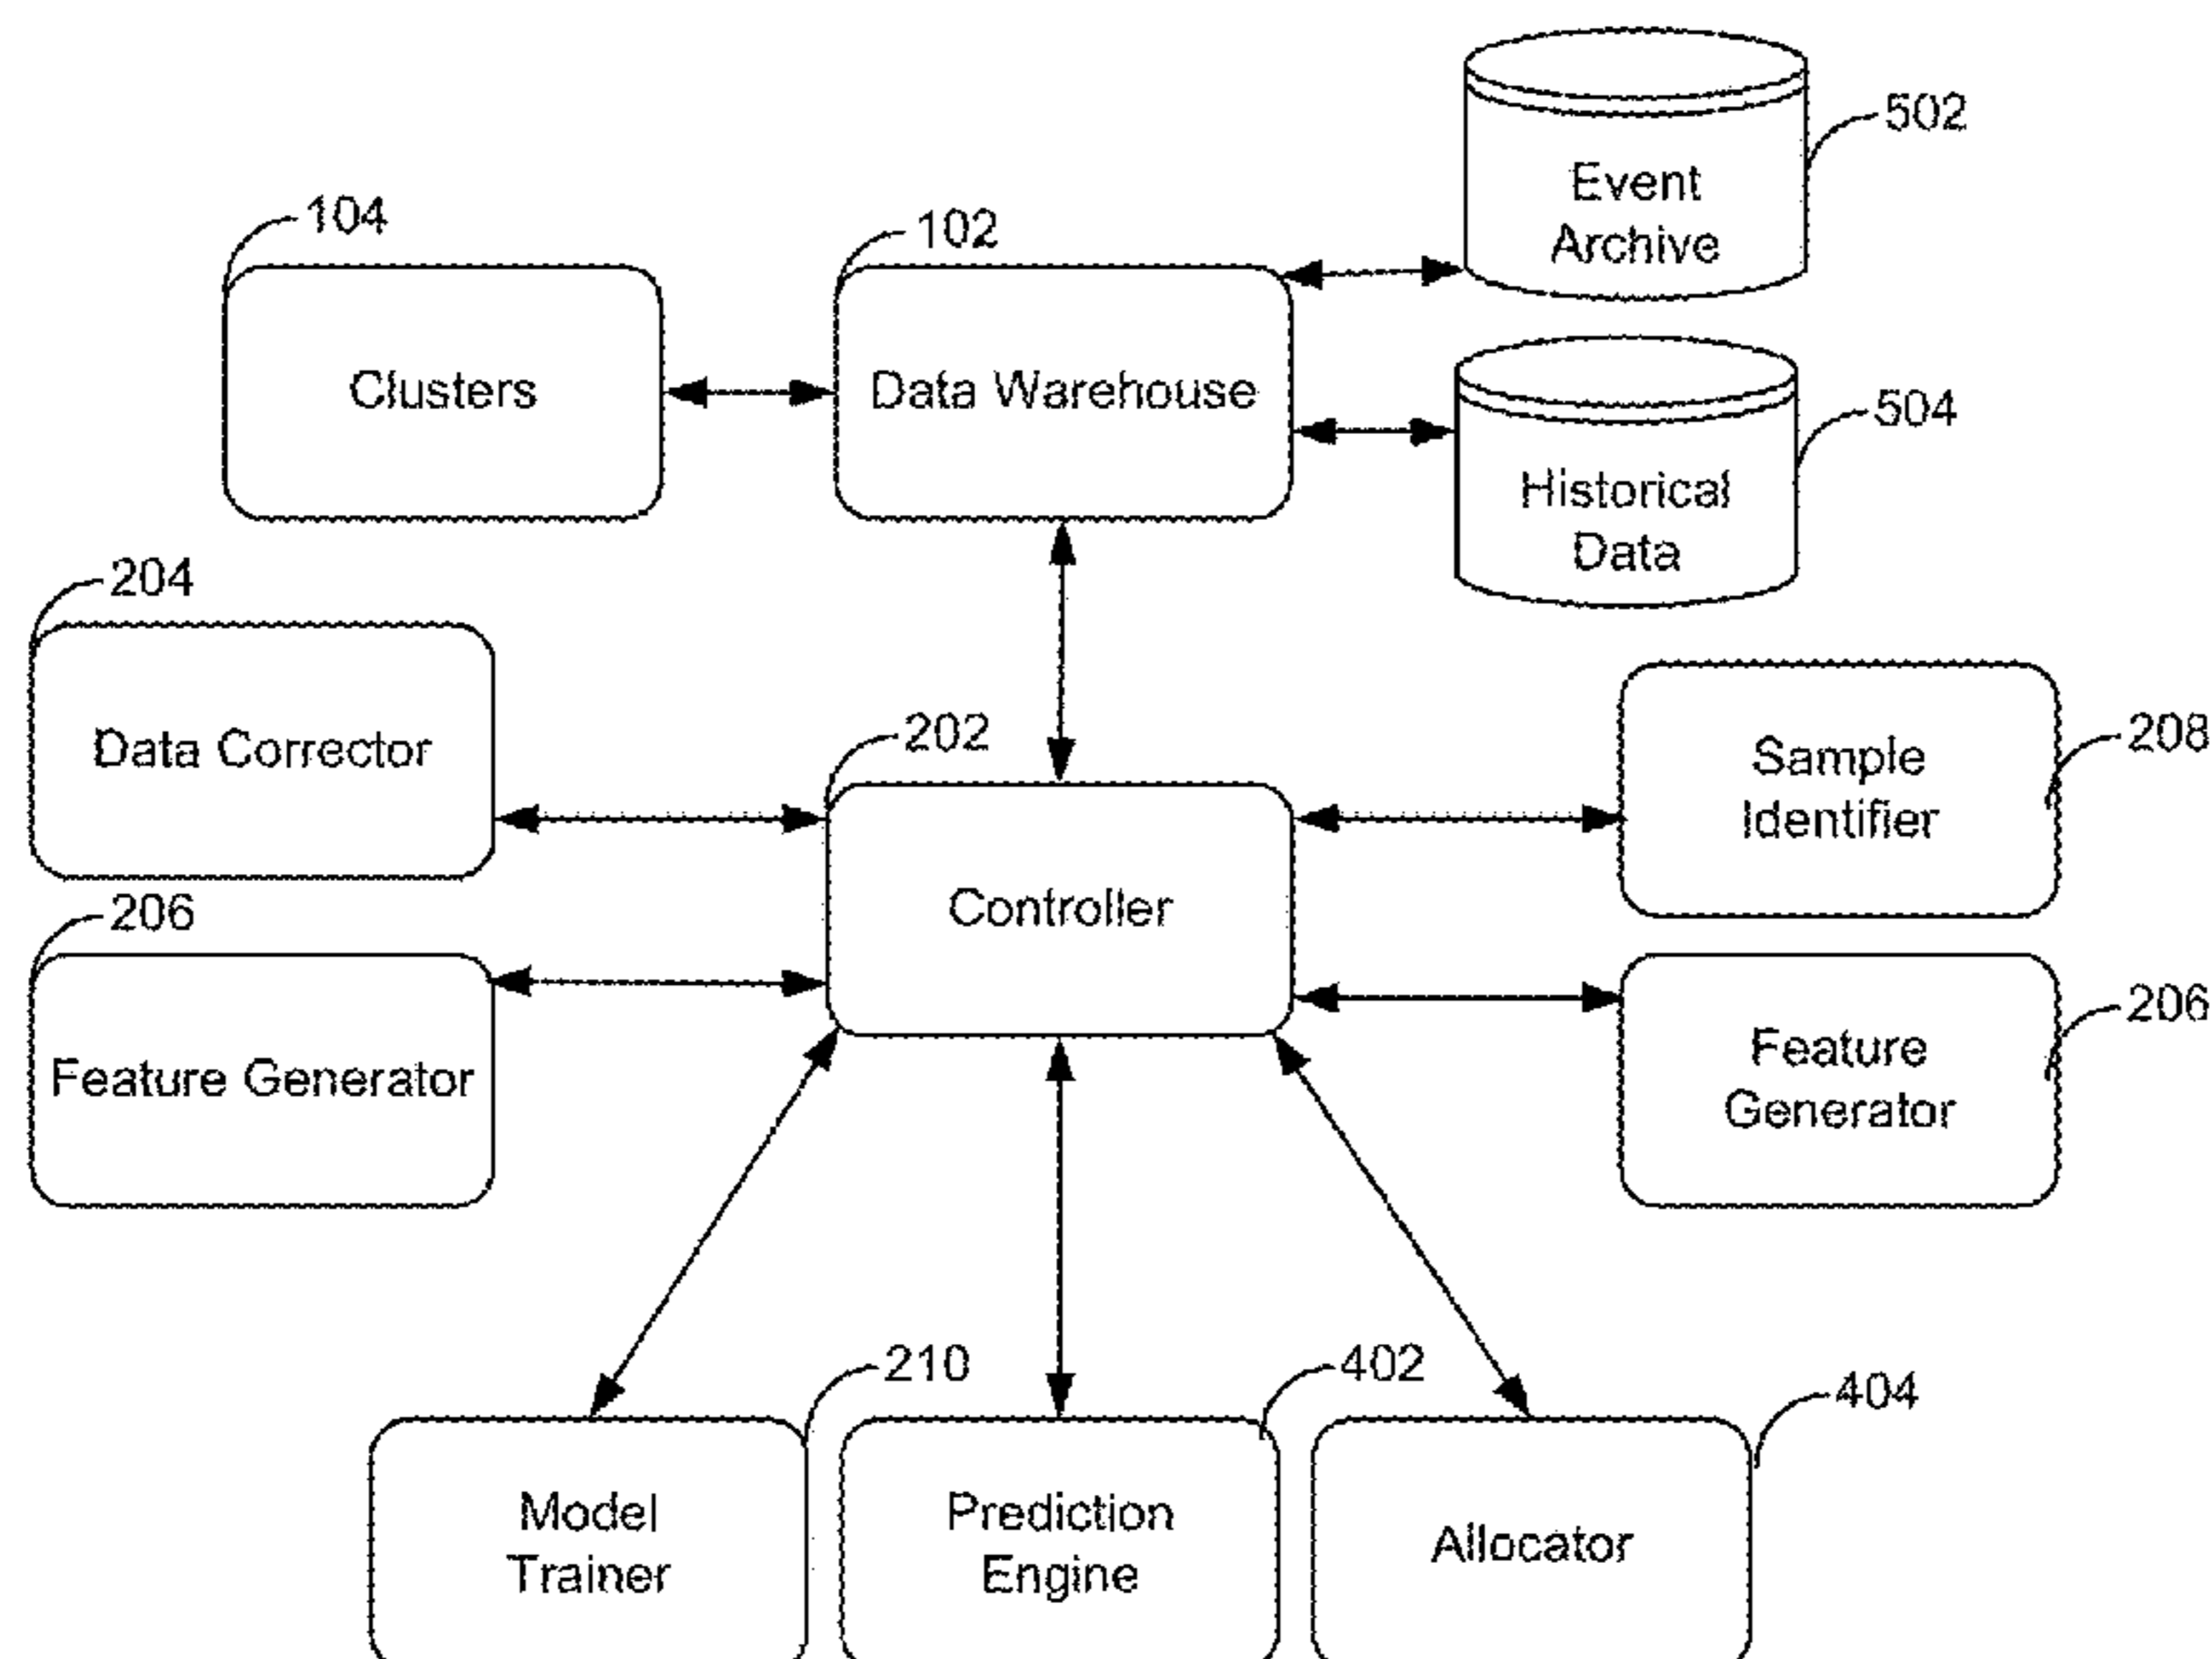 502
Event
Archive
104
102
Clusters
Data Warehouse
504
Historical
Data
204
Data Corrector
202
208
Sample
Identifier
Controller
206
Feature Generator
206
Feature
Generator
210
402
404
Model
Trainer
Prediction
Engine
Allocator